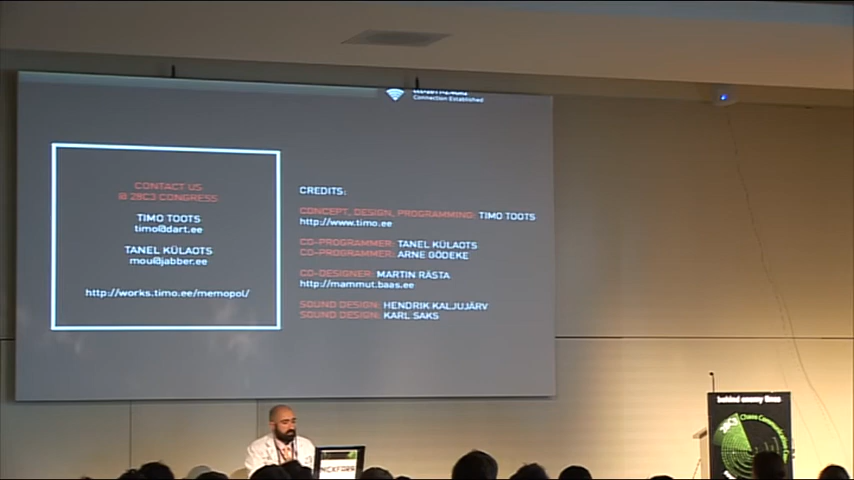 Connection Established
CONTACT US
@ 28C3 CONGRESS
TIMO TOOTS
timo@dart.ee
TANEL KÜLAOTS
mou@jabber.ee
http://works.timo.ee/memopol/
CREDITS:
CONCEPT, DESIGN, PROGRAMMING: TIMO TOOTS
http://www.timo.ee
CO-PROGRAMMER: TANEL KÜLAOTS
CO-PROGRAMMER: ARNE GÖDEKE
CO-DESIGNER: MARTIN RÄSTA
http://mammut.baas.ee
SOUND DESIGN: HENDRIK KALJUJÄRV
SOUND DESIGN: KARL SAKS
behind enemy lines
28C3